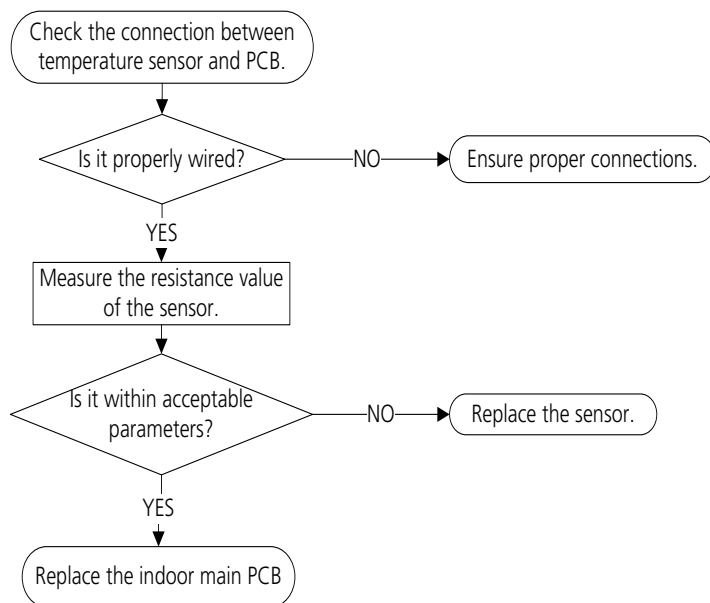 Check the connection between
temperature sensor and PCB.
Is it properly wired?
NO
Ensure proper connections.
YES
Measure the resistance value
of the sensor.
Is it within acceptable
parameters?
NO
Replace the sensor.
YES
Replace the indoor main PCB